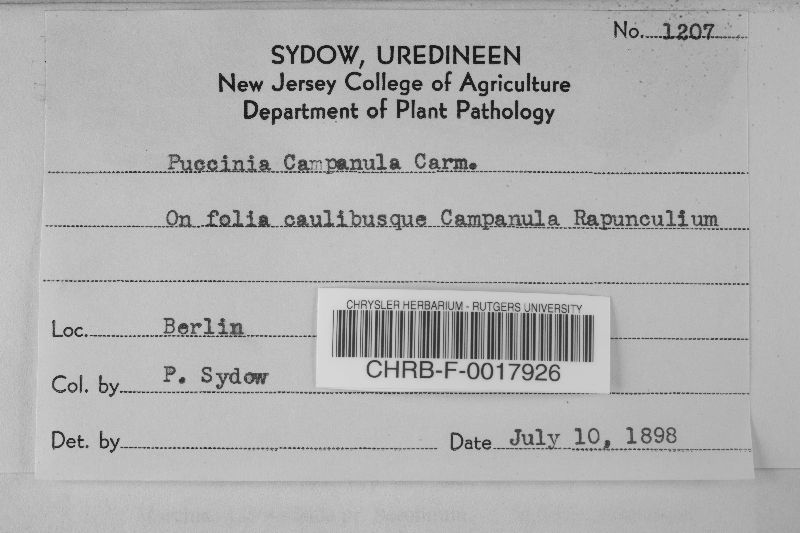 No. 1207
SYDOW, UREDINEEN
New Jersey College of Agriculture
Department of Plant Pathology
Puccinia Campanula Carm.
On folia caulibusque Campanula Rapunculium
Loc. Berlin
CHRYSLER HERBARIUM - RUTGERS UNIVERSITY
CHRB-F-0017926
Col. by P. Sydow
Det. by
Date July 10, 1898